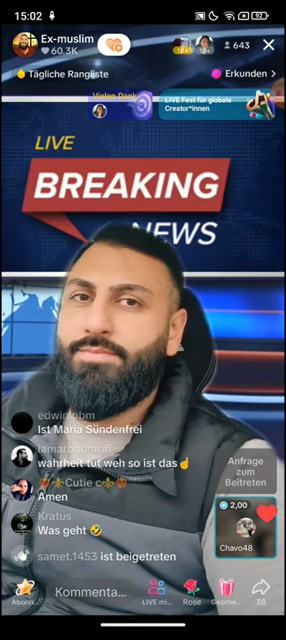 15:02
92
Ex-muslim
60.3K
18+
643
Tägliche Rangliste
Erkunden >
Vielen Dank
LIVE Fest für globale
Creator*innen
LIVE
BREAKING
NEWS
edwinlobm
Ist Maria Sündenfrei
wahrheit tut weh so ist das
Cutie
Amen
Kratus
Was geht
samet.1453 ist beigetreten
Anfrage
zum
Beitreten
2,00
Chavo48
Abonn...
Kommenta...
LIVE mi...
Rose
Gesche...
38